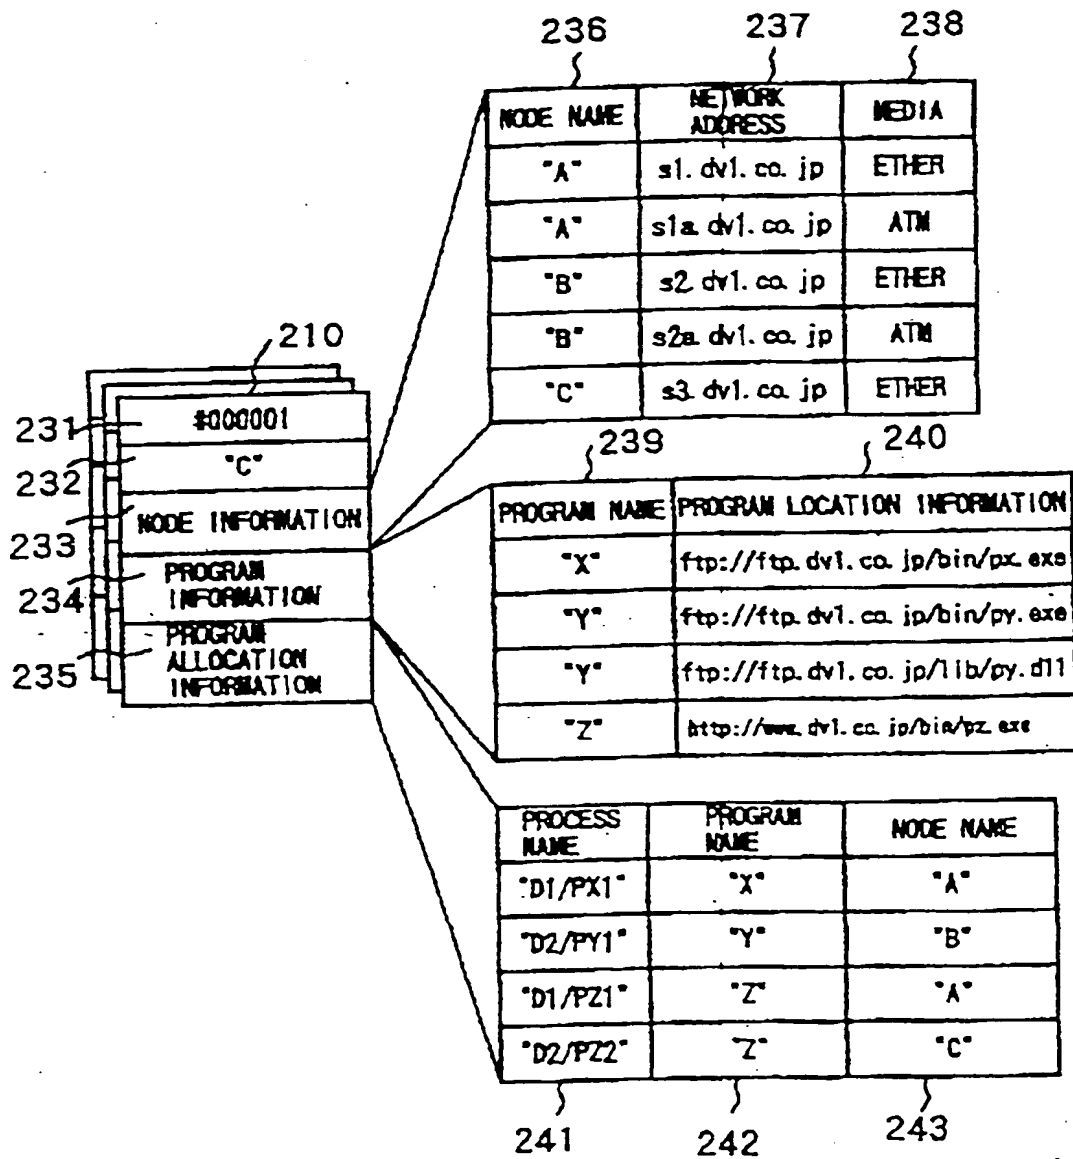 236 237 238
NODE NAME NETWORK ADDRESS MEDIA
"A" s1.dv1.co.jp ETHER
"A" s1a.dv1.co.jp ATM
"B" s2.dv1.co.jp ETHER
"B" s2a.dv1.co.jp ATM
"C" s3.dv1.co.jp ETHER
210
231 #000001
232 "C"
233 NODE INFORMATION
234 PROGRAM INFORMATION
235 PROGRAM ALLOCATION INFORMATION
239 240
PROGRAM NAME PROGRAM LOCATION INFORMATION
"X" ftp://ftp.dv1.co.jp/bin/px.exe
"Y" ftp://ftp.dv1.co.jp/bin/py.exe
"Y" ftp://ftp.dv1.co.jp/lib/py.dll
"Z" http://www.dv1.co.jp/bin/pz.exe
PROCESS NAME PROGRAM NAME NODE NAME
"D1/PX1" "X" "A"
"D2/PY1" "Y" "B"
"D1/PZ1" "Z" "A"
"D2/PZ2" "Z" "C"
241 242 243